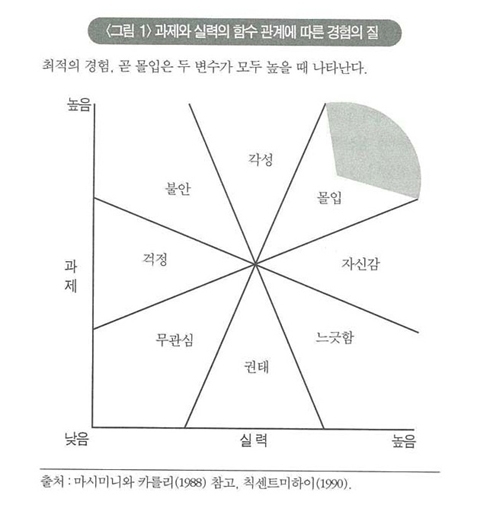 〈그림 1〉 과제와 실력의 함수 관계에 따른 경험의 질
최적의 경험, 곧 몰입은 두 변수가 모두 높을 때 나타난다.
높음
각성
불안
몰입
걱정
자신감
과
제
무관심
느긋함
권태
낮음
실력
높음
출처 : 마시미니와 카를리(1988) 참고, 칙센트미하이(1990).